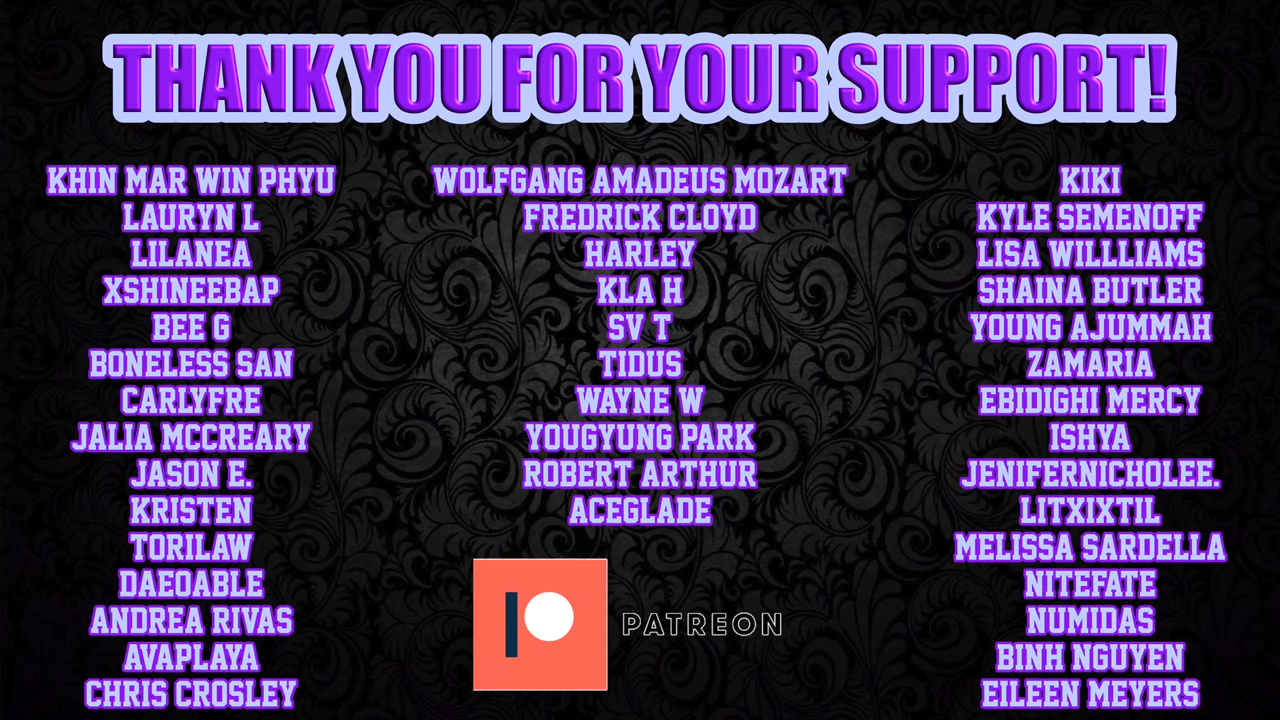 THANK YOU FOR YOUR SUPPORT!
KHIN MAR WIN PHYU
LAURYN L
LILANEA
XSHINEEBAP
BEE G
BONELESS SAN
CARLYFRE
JALIA MCCREARY
JASON E.
KRISTEN
TORILAW
DAEOABLE
ANDREA RIVAS
AVAPLAYA
CHRIS CROSLEY
WOLFGANG AMADEUS MOZART
FREDRICK CLOYD
HARLEY
KLA H
SV T
TIDUS
WAYNE W
YOUGYUNG PARK
ROBERT ARTHUR
ACEGLADE
PATREON
KIKI
KYLE SEMENOFF
LISA WILLLIAMS
SHAINA BUTLER
YOUNG AJUMMAH
ZAMARIA
EBIDIGHI MERCY
ISHYA
JENIFERNICHOLEE.
LITXIXTIL
MELISSA SARDELLA
NITEFATE
NUMIDAS
BINH NGUYEN
EILEEN MEYERS